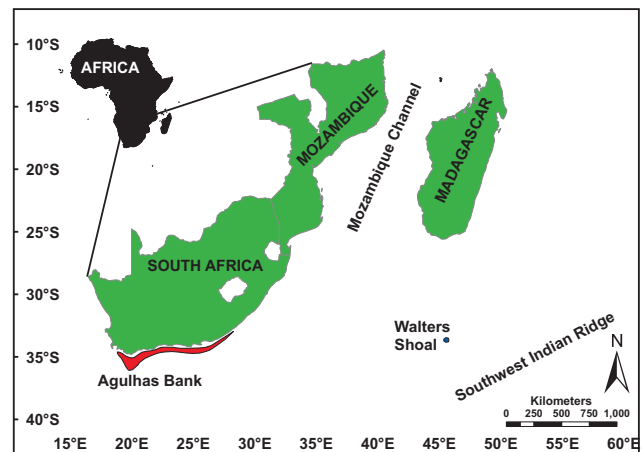 10°S
15°S
20°S
25°S
30°S
35°S
40°S
AFRICA
MOZAMBIQUE
Mozambique Channel
MADAGASCAR
SOUTH AFRICA
Agulhas Bank
Walters
Shoal
Southwest Indian Ridge
N
Kilometers
0 250 500 750 1,000
15°E 20°E 25°E 30°E 35°E 40°E 45°E 50°E 55°E 60°E